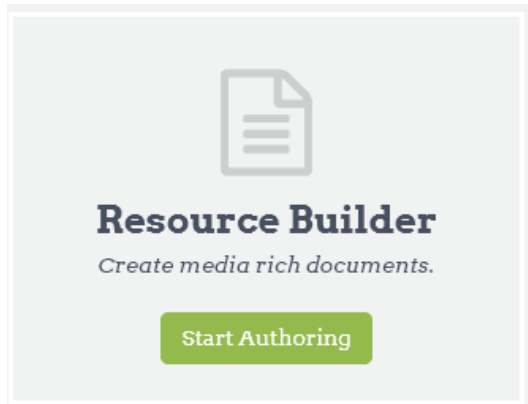 Resource Builder
Create media rich documents.
Start Authoring